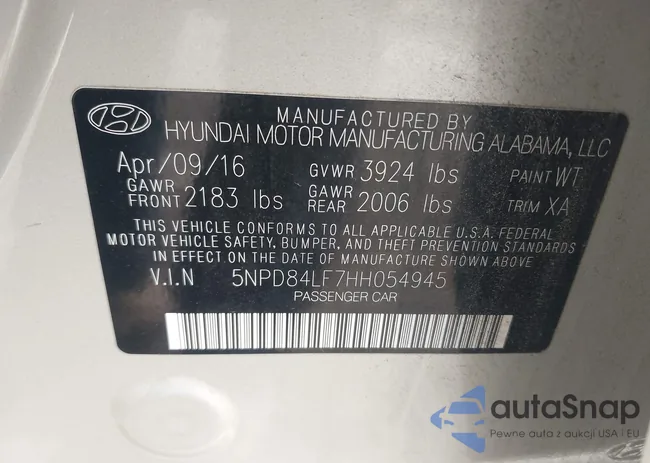 MANUFACTURED BY
HYUNDAI MOTOR MANUFACTURING ALABAMA, LLC
Apr/09/16 GVWR 3924 lbs PAINT WT
GAWR FRONT 2183 lbs GAWR REAR 2006 lbs TRIM XA
THIS VEHICLE CONFORMS TO ALL APPLICABLE U.S.A. FEDERAL
MOTOR VEHICLE SAFETY, BUMPER, AND THEFT PREVENTION STANDARDS
IN EFFECT ON THE DATE OF MANUFACTURE SHOWN ABOVE.
V.I.N 5NPD84LF7HH054945
PASSENGER CAR
autaSnap
Pewne auta z aukcji USA i EU